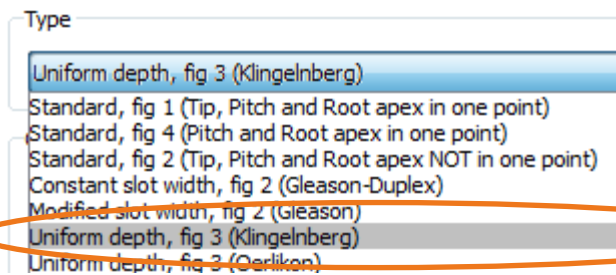 Type
Uniform depth, fig 3 (Klingelnberg)
Standard, fig 1 (Tip, Pitch and Root apex in one point)
Standard, fig 4 (Pitch and Root apex in one point)
Standard, fig 2 (Tip, Pitch and Root apex NOT in one point)
Constant slot width, fig 2 (Gleason-Duplex)
Modified slot width, fig 2 (Gleason)
Uniform depth, fig 3 (Klingelnberg)
Uniform depth, fig 3 (Oerlikon)